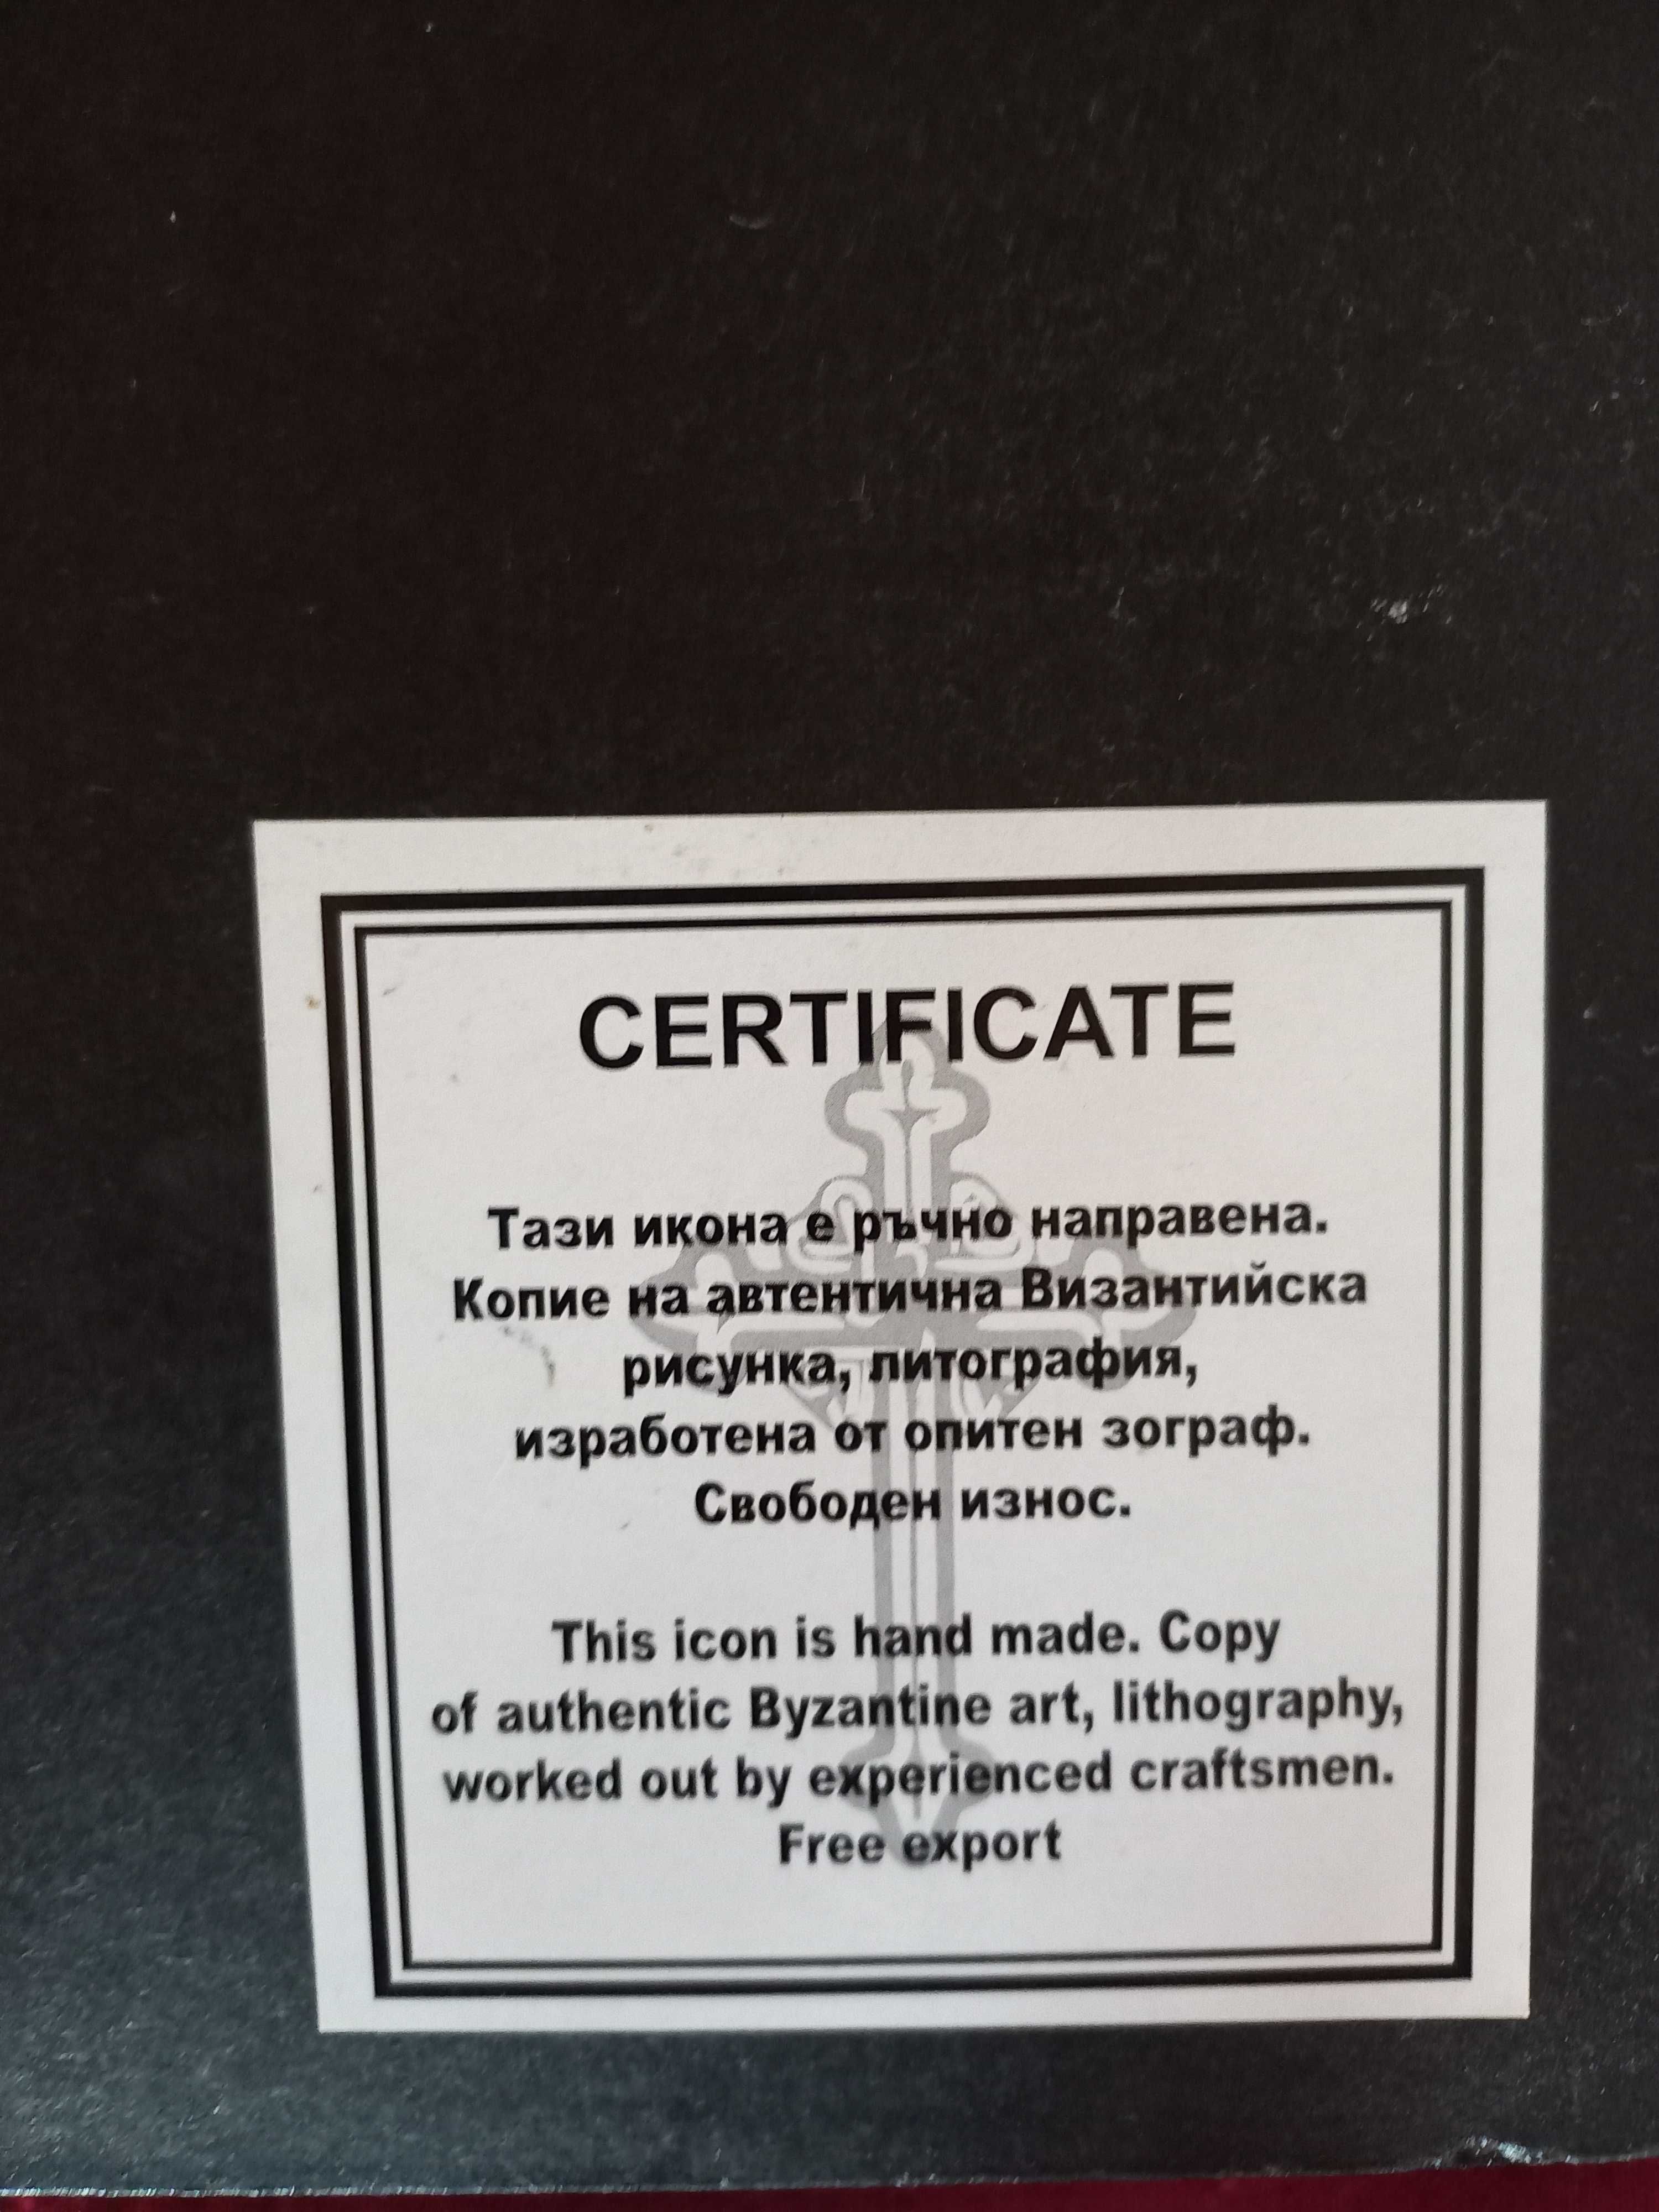 CERTIFICATE
Тази икона е ръчно направена.
Копие на автентична Византийска
рисунка, литография,
изработена от опитен зограф.
Свободен износ.
This icon is hand made. Copy
of authentic Byzantine art, lithography,
worked out by experienced craftsmen.
Free export